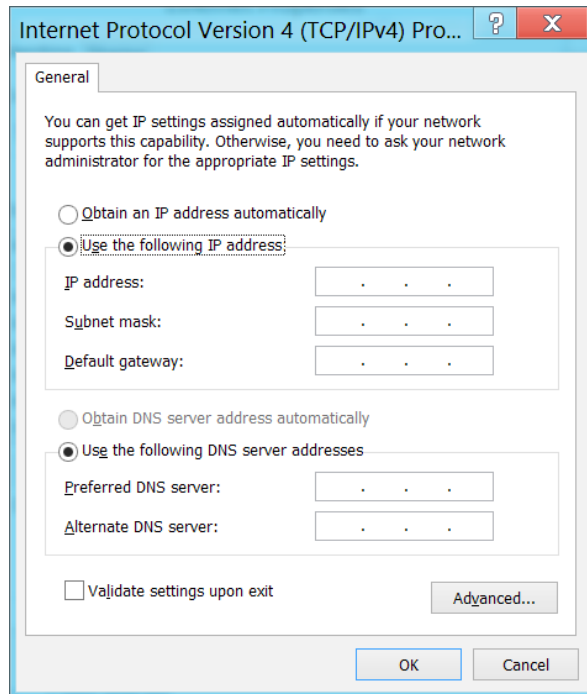 Internet Protocol Version 4 (TCP/IPv4) Pro... ? X
General
You can get IP settings assigned automatically if your network
supports this capability. Otherwise, you need to ask your network
administrator for the appropriate IP settings.
Obtain an IP address automatically
Use the following IP address:
IP address: . . .
Subnet mask: . . .
Default gateway: . . .
Obtain DNS server address automatically
Use the following DNS server addresses
Preferred DNS server: . . .
Alternate DNS server: . . .
Validate settings upon exit
Advanced...
OK Cancel